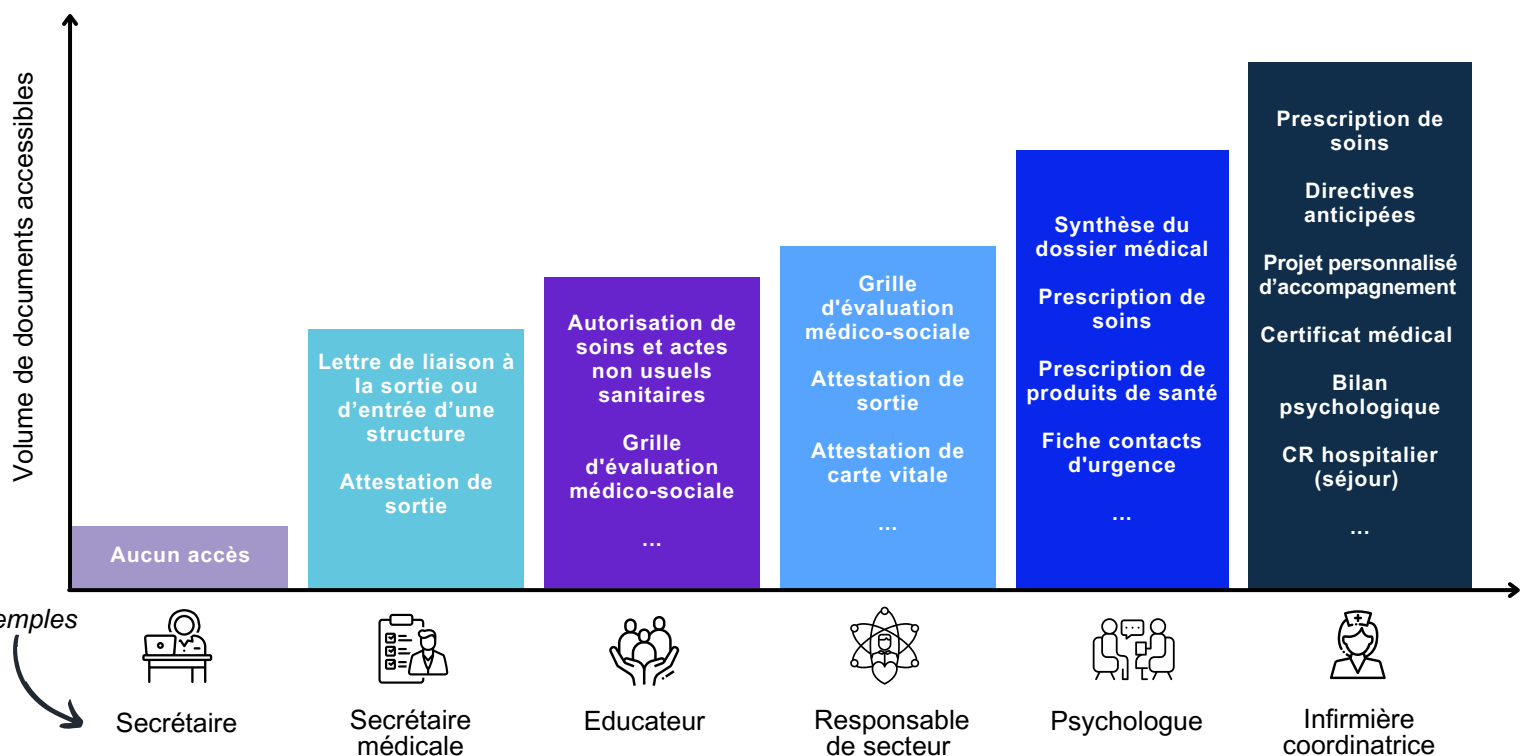 Volume de documents accessibles
Aucun accès
Lettre de liaison à
la sortie ou
d’entrée d’une
structure
Attestation de
sortie
Autorisation de
soins et actes
non usuels
sanitaires
Grille
d'évaluation
médico-sociale
...
Grille
d'évaluation
médico-sociale
Attestation de
sortie
Attestation de
carte vitale
...
Synthèse du
dossier médical
Prescription de
soins
Prescription de
produits de santé
Fiche contacts
d'urgence
...
Prescription de
soins
Directives
anticipées
Projet personnalisé
d’accompagnement
Certificat médical
Bilan
psychologique
CR hospitalier
(séjour)
...
emples
Secrétaire
Secrétaire
médicale
Educateur
Responsable
de secteur
Psychologue
Infirmière
coordinatrice